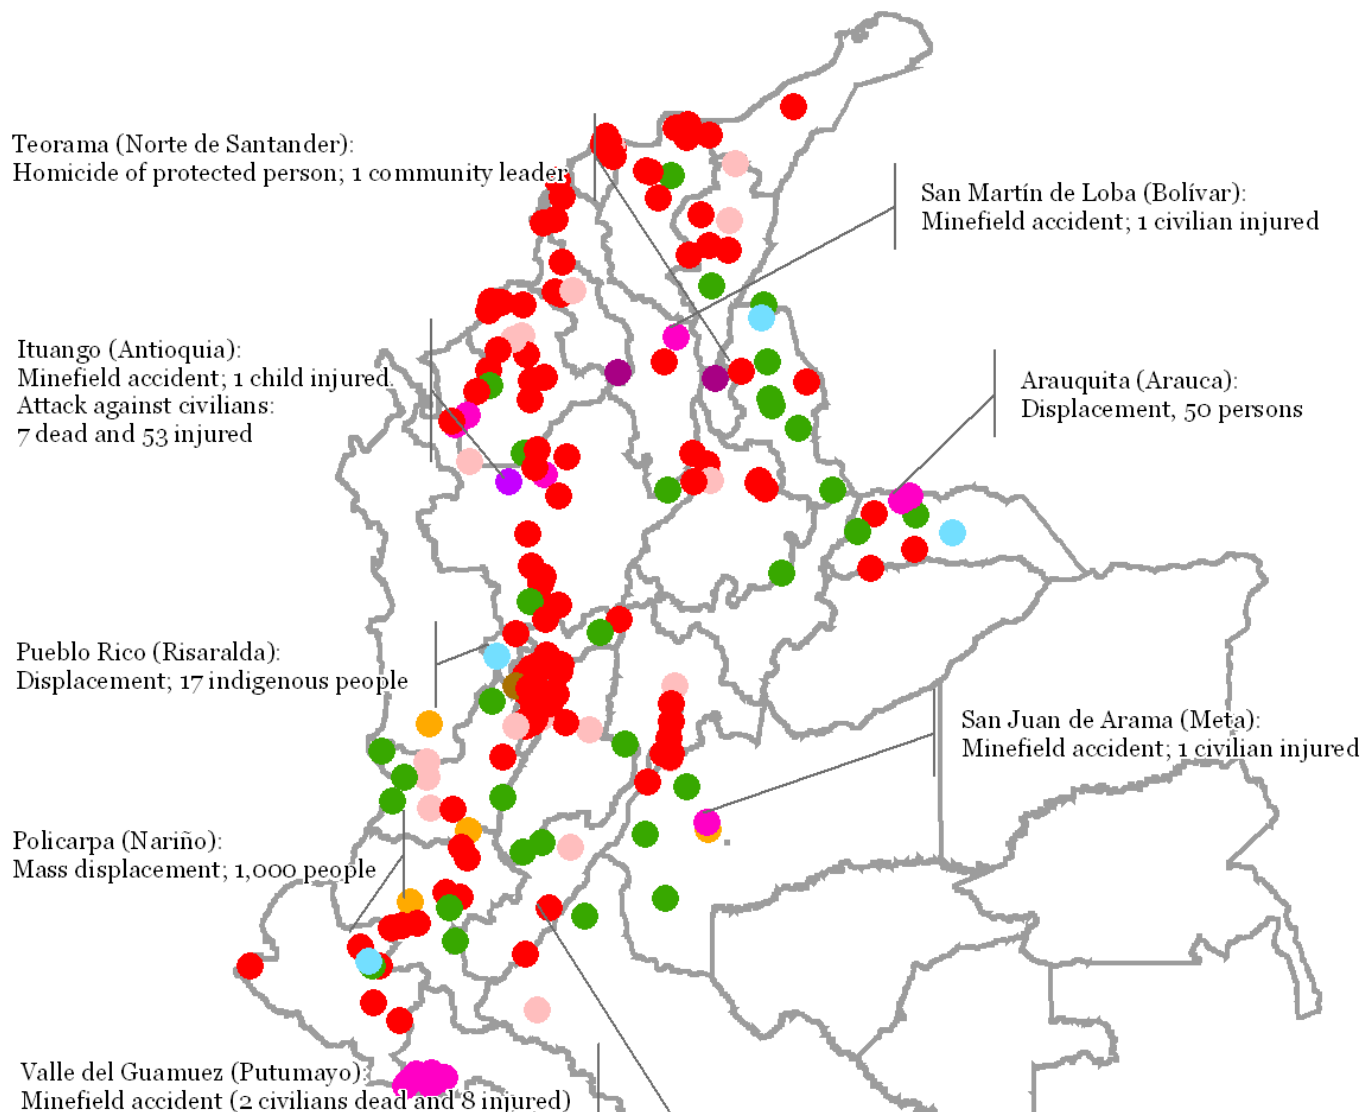 Teorama (Norte de Santander):
Homicide of protected person; 1 community leader
San Martín de Loba (Bolívar):
Minefield accident; 1 civilian injured
Ituango (Antioquia):
Minefield accident; 1 child injured.
Attack against civilians:
7 dead and 53 injured
Arauquita (Arauca):
Displacement, 50 persons
Pueblo Rico (Risaralda):
Displacement; 17 indigenous people
San Juan de Arama (Meta):
Minefield accident; 1 civilian injured
Policarpa (Nariño):
Mass displacement; 1,000 people
Valle del Guamuez (Putumayo):
Minefield accident (2 civilians dead and 8 injured)